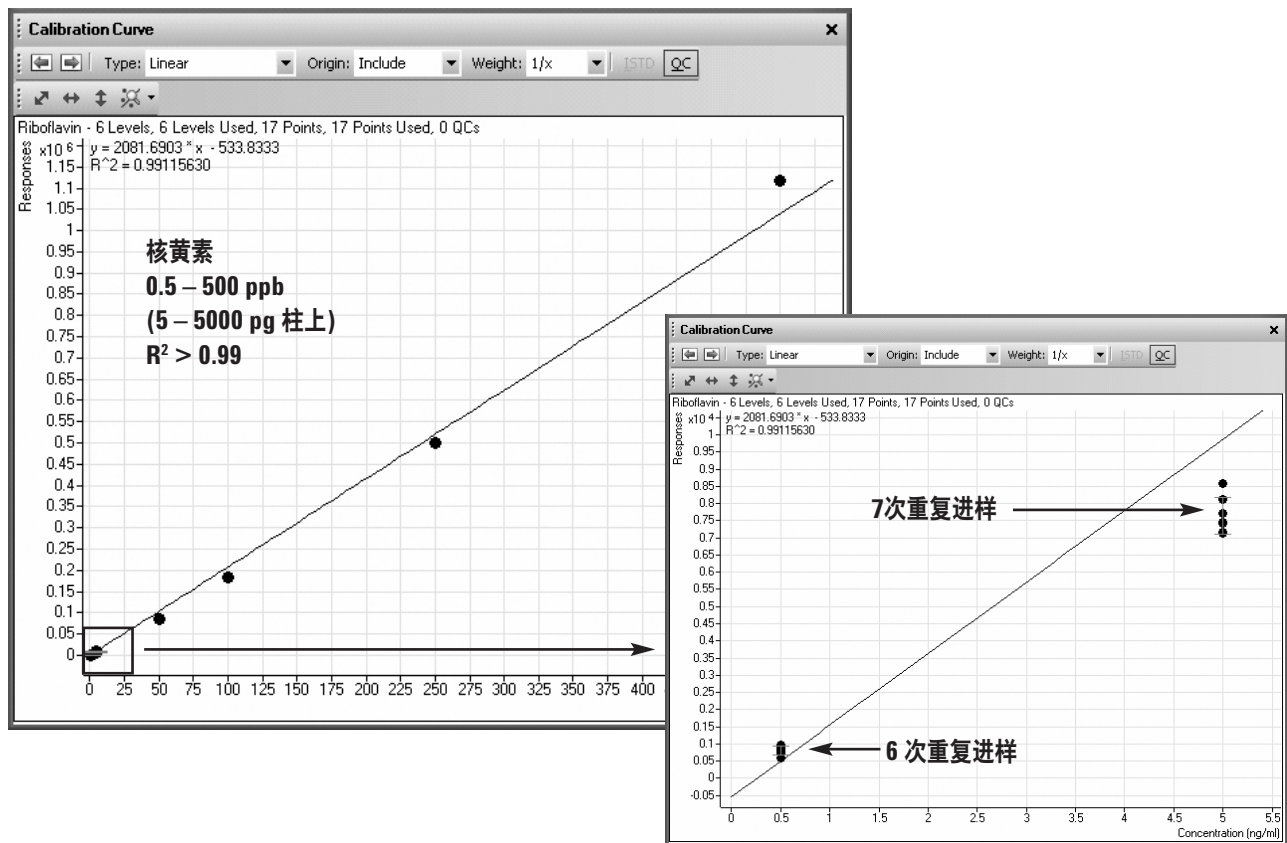 Calibration Curve
Type: Linear Origin: Include Weight: 1/x ISTD QC
Riboflavin - 6 Levels, 6 Levels Used, 17 Points, 17 Points Used, 0 QCs
Responses
x10 6
y = 2081.6903 * x - 533.8333
R^2 = 0.99115630
1.15
1.1
1.05
1
0.95
0.9
0.85
0.8
0.75
0.7
0.65
0.6
0.55
0.5
0.45
0.4
0.35
0.3
0.25
0.2
0.15
0.1
0.05
0
核黄素
0.5 – 500 ppb
(5 – 5000 pg 柱上)
R² > 0.99
0 25 50 75 100 125 150 175 200 225 250 275 300 325 350 375 400
Calibration Curve
Type: Linear Origin: Include Weight: 1/x ISTD QC
Riboflavin - 6 Levels, 6 Levels Used, 17 Points, 17 Points Used, 0 QCs
Responses
x10 4
y = 2081.6903 * x - 533.8333
R^2 = 0.99115630
1
0.95
0.9
0.85
0.8
0.75
0.7
0.65
0.6
0.55
0.5
0.45
0.4
0.35
0.3
0.25
0.2
0.15
0.1
0.05
0
-0.05
7次重复进样
6 次重复进样
0 0.5 1 1.5 2 2.5 3 3.5 4 4.5 5 5.5
Concentration (ng/ml)